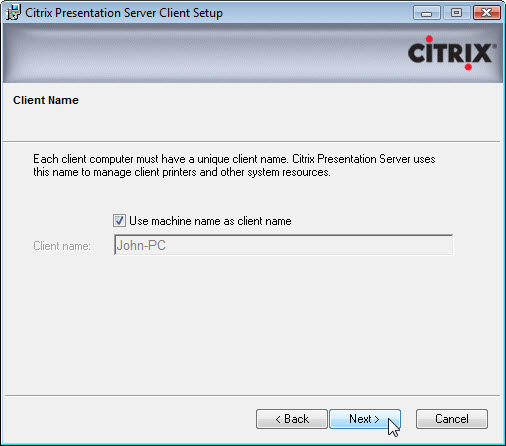 Citrix Presentation Server Client Setup
CITRIX®
Client Name
Each client computer must have a unique client name. Citrix Presentation Server uses
this name to manage client printers and other system resources.
Use machine name as client name
Client name: John-PC
< Back Next > Cancel